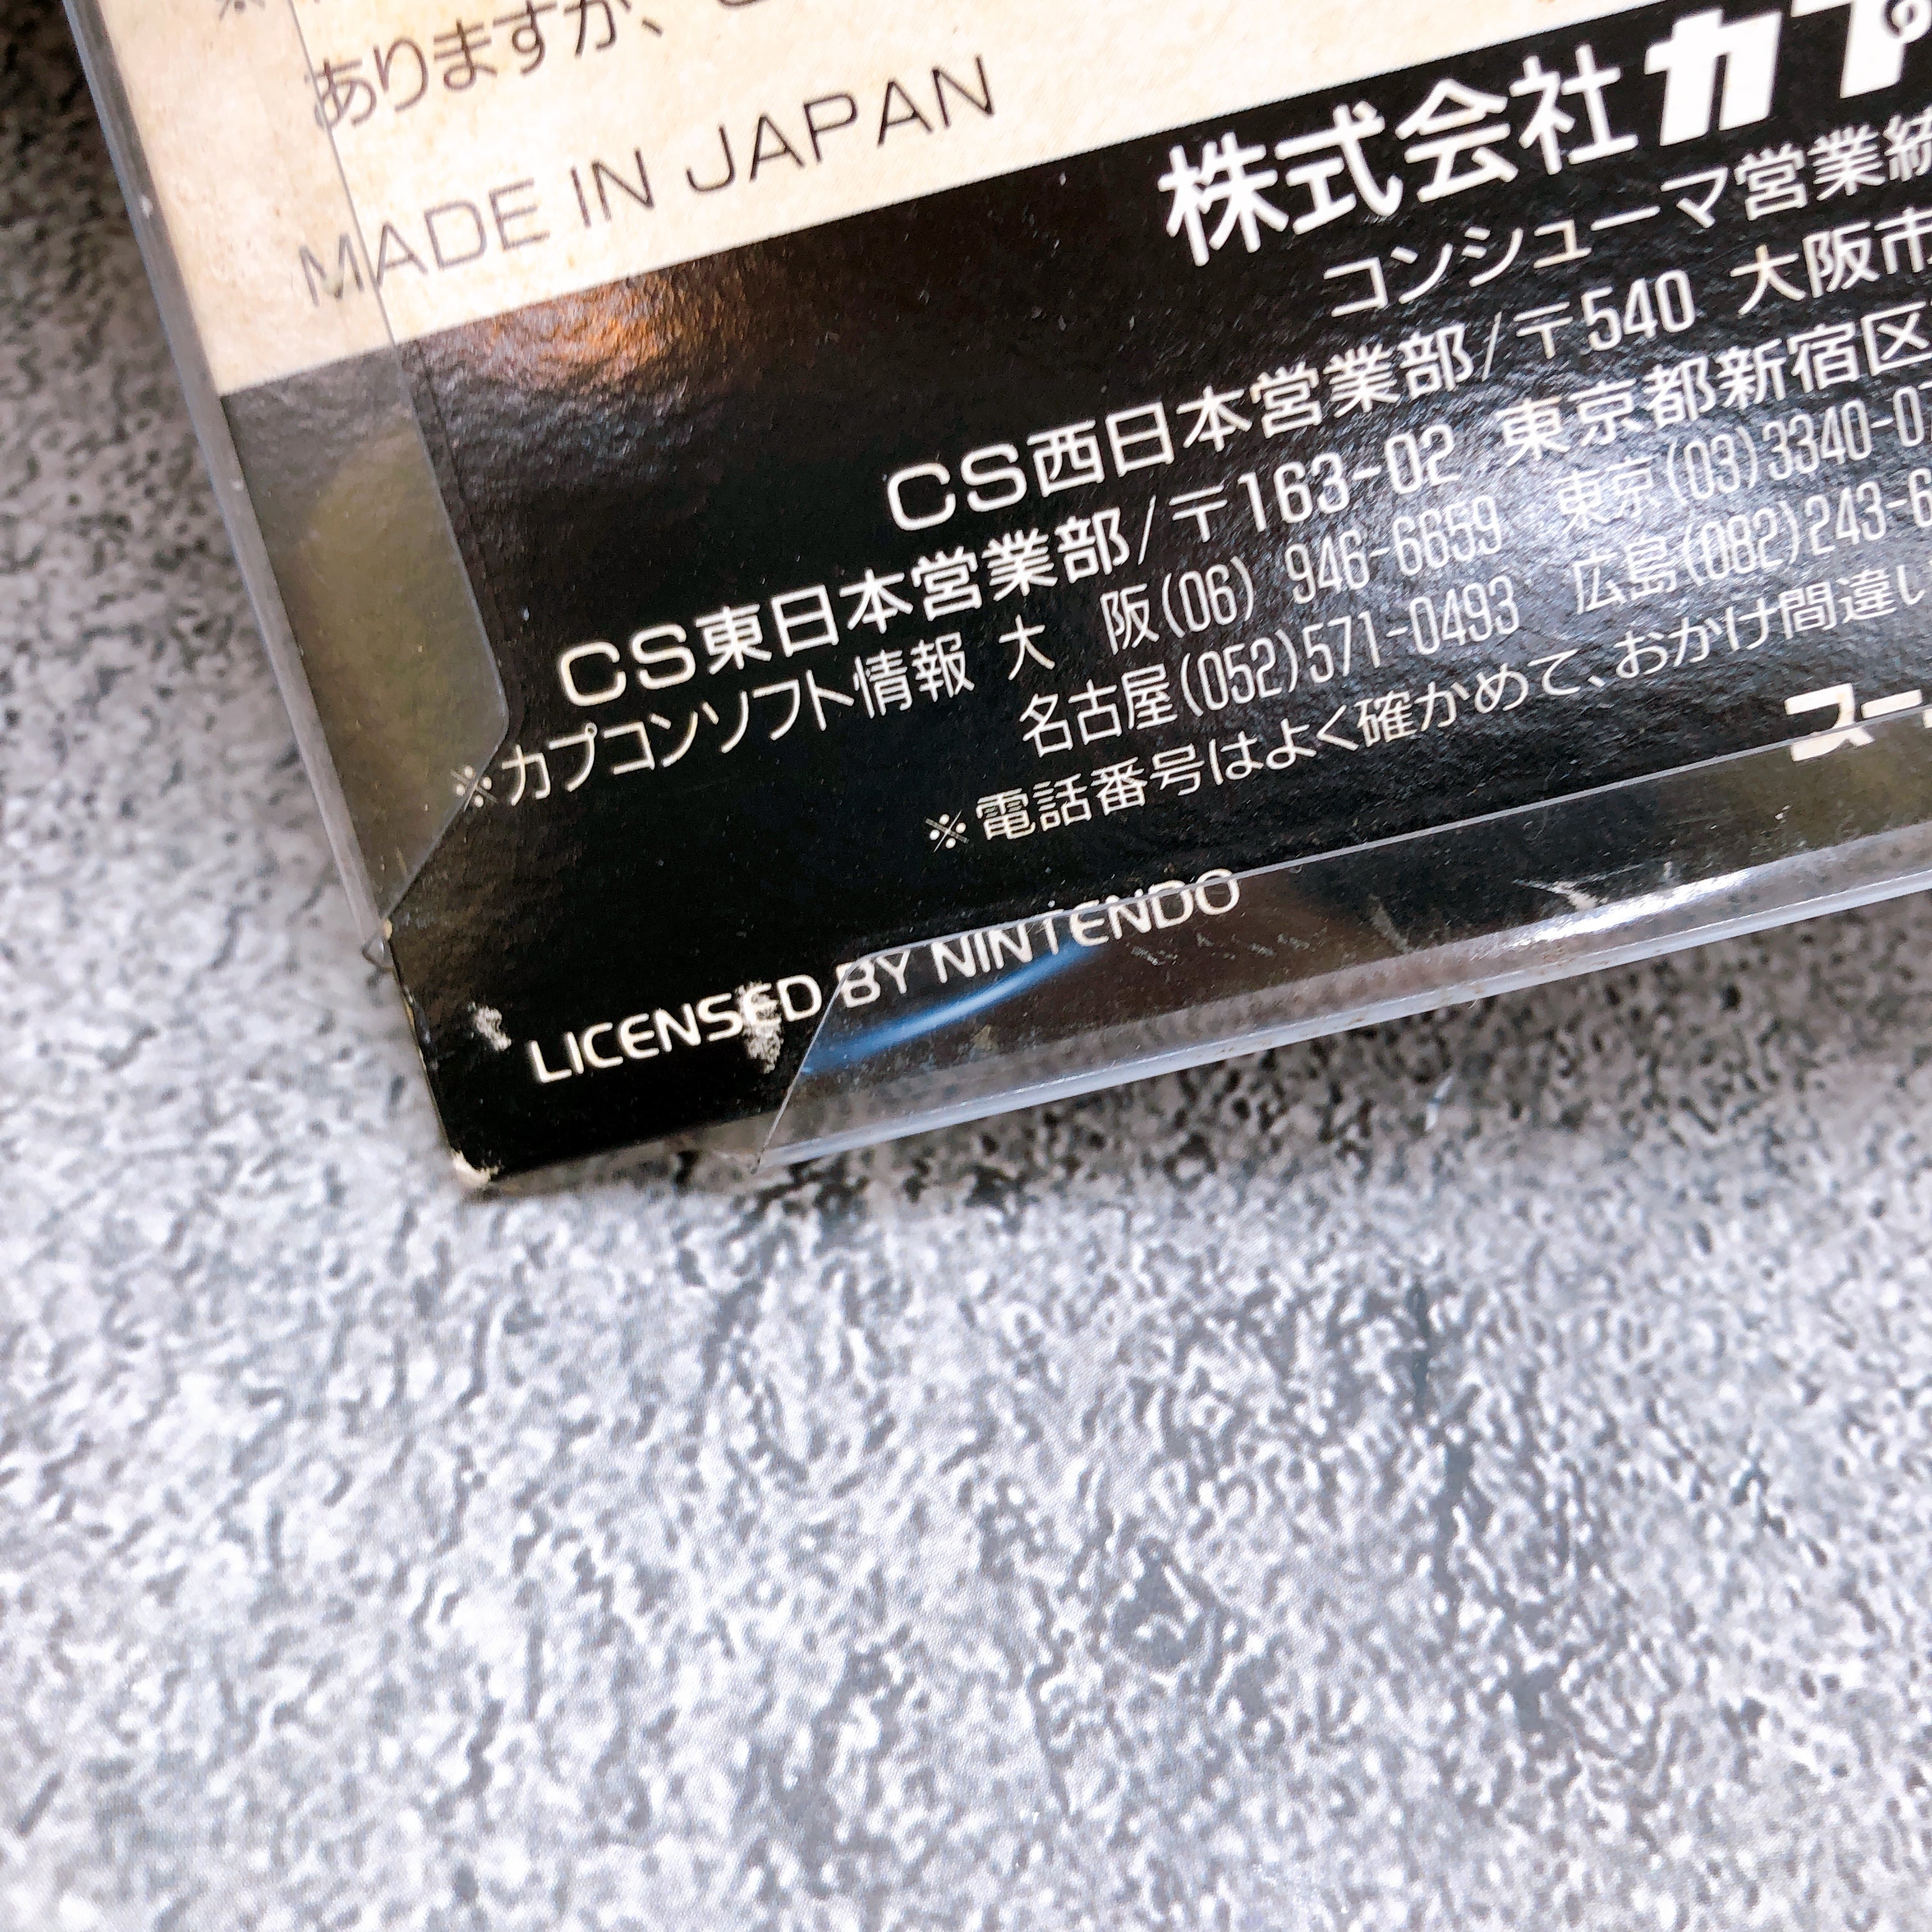 ありますが、
MADE IN JAPAN
株式会社カプ
コンシューマ営業統
CS西日本営業部/〒540 大阪市
CS東日本営業部/〒163-02 東京都新宿区
※カプコンソフト情報 大 阪(06) 946-6659 東京(03)3340-0
名古屋(052)571-0493 広島(082)243-6
※電話番号はよく確かめて、おかけ間違い
スー
LICENSED BY NINTENDO